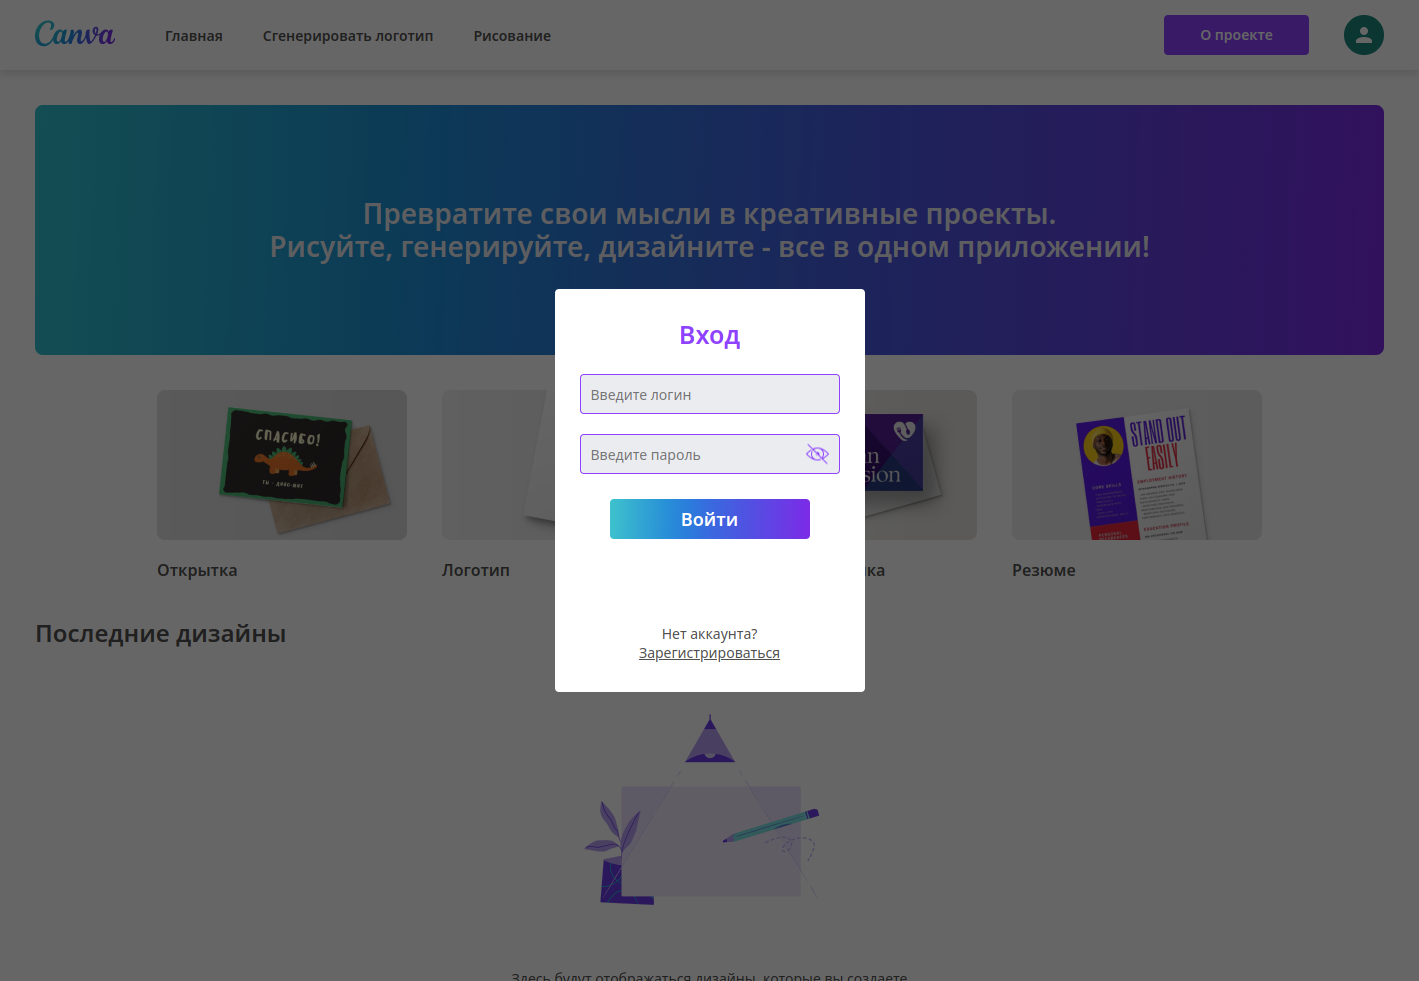 Canva
Главная
Сгенерировать логотип
Рисование
О проекте
Превратите свои мысли в креативные проекты.
Рисуйте, генерируйте, дизайните - все в одном приложении!
Вход
Введите логин
Введите пароль
Войти
Нет аккаунта?
Зарегистрироваться
СПАСИБО!
ТЫ - ДИНО-МИТ
an
sion
STAND OUT
EASILY
Открытка
Логотип
ка
Резюме
Последние дизайны
Здесь будут отображаться дизайны, которые вы создаете.